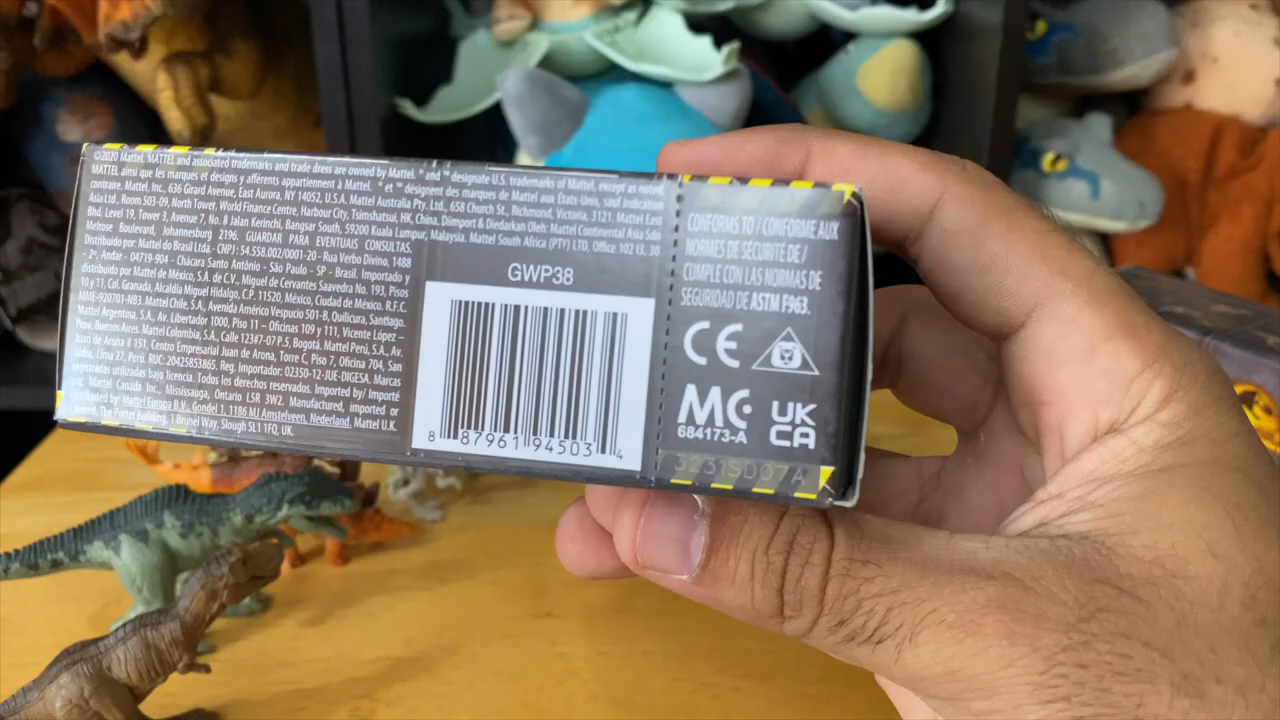 ©2020 Mattel. MATTEL and associated trademarks and trade dress are owned by Mattel. ® and ™ designate U.S. trademarks of Mattel, except as noted.
MATTEL ainsi que les marques et designs y afférents appartiennent à Mattel. ® et ™ désignent des marques de Mattel aux États-Unis, sauf indication
contraire. Mattel, Inc., 636 Girard Avenue, East Aurora, NY 14052, U.S.A. Mattel Australia Pty. Ltd., 658 Church St., Richmond, Victoria, 3121. Mattel East
Asia Ltd., Room 503-09, North Tower, World Finance Centre, Harbour City, Tsimshatsui, HK, China. Diimport & Diedarkan Oleh: Mattel Continental Asia Sdn
Bhd, Level 19, Tower 3, Avenue 7, No. 8 Jalan Kerinchi, Bangsar South, 59200 Kuala Lumpur, Malaysia. Mattel South Africa (PTY) LTD, Office 102 I3, 30
Melrose Boulevard, Johannesburg 2196. GUARDAR PARA EVENTUAIS CONSULTAS.
Distribuido por: Mattel do Brasil Ltda. - CNPJ : 54.558.002/0001-20 - Rua Verbo Divino, 1488
- 2º. Andar - 04719-904 - Chácara Santo Antônio - São Paulo - SP - Brasil. Importado y
distribuido por Mattel de México, S.A. de C.V., Miguel de Cervantes Saavedra No. 193, Pisos
10 y 11, Col. Granada, Alcaldía Miguel Hidalgo, C.P. 11520, México, Ciudad de México. R.F.C.
MME-920701-NB3. Mattel Chile, S.A., Avenida Américo Vespucio 501-B, Quilicura, Santiago.
Mattel Argentina, S.A., Av. Libertador 1000, Piso 11 – Oficinas 109 y 111, Vicente López –
Prov. Buenos Aires. Mattel Colombia, S.A., Calle 123#7-07 P.5, Bogotá. Mattel Perú, S.A., Av.
Juan de Arona # 151, Centro Empresarial Juan de Arona, Torre C, Piso 7, Oficina 704, San
Isidro, Lima 27, Perú. RUC: 20425853865. Reg. Importador: 02350-12-JUE-DIGESA. Marcas
registradas utilizadas bajo licencia. Todos los derechos reservados. Imported by/ Importé
par: Mattel Canada Inc., Mississauga, Ontario L5R 3W2. Manufactured, imported or
distributed by: Mattel Europa B.V., Gondel 1, 1186 MJ Amstelveen, Nederland. Mattel U.K.
Limited, The Porter Building, 1 Brunel Way, Slough SL1 1FQ, UK.
GWP38
8 87961 94503 4
CONFORMS TO / CONFORME AUX
NORMES DE SÉCURITÉ DE /
CUMPLE CON LAS NORMAS DE
SEGURIDAD DE ASTM F963.
CE
MC
684173-A
UK
CA
3231SD07A